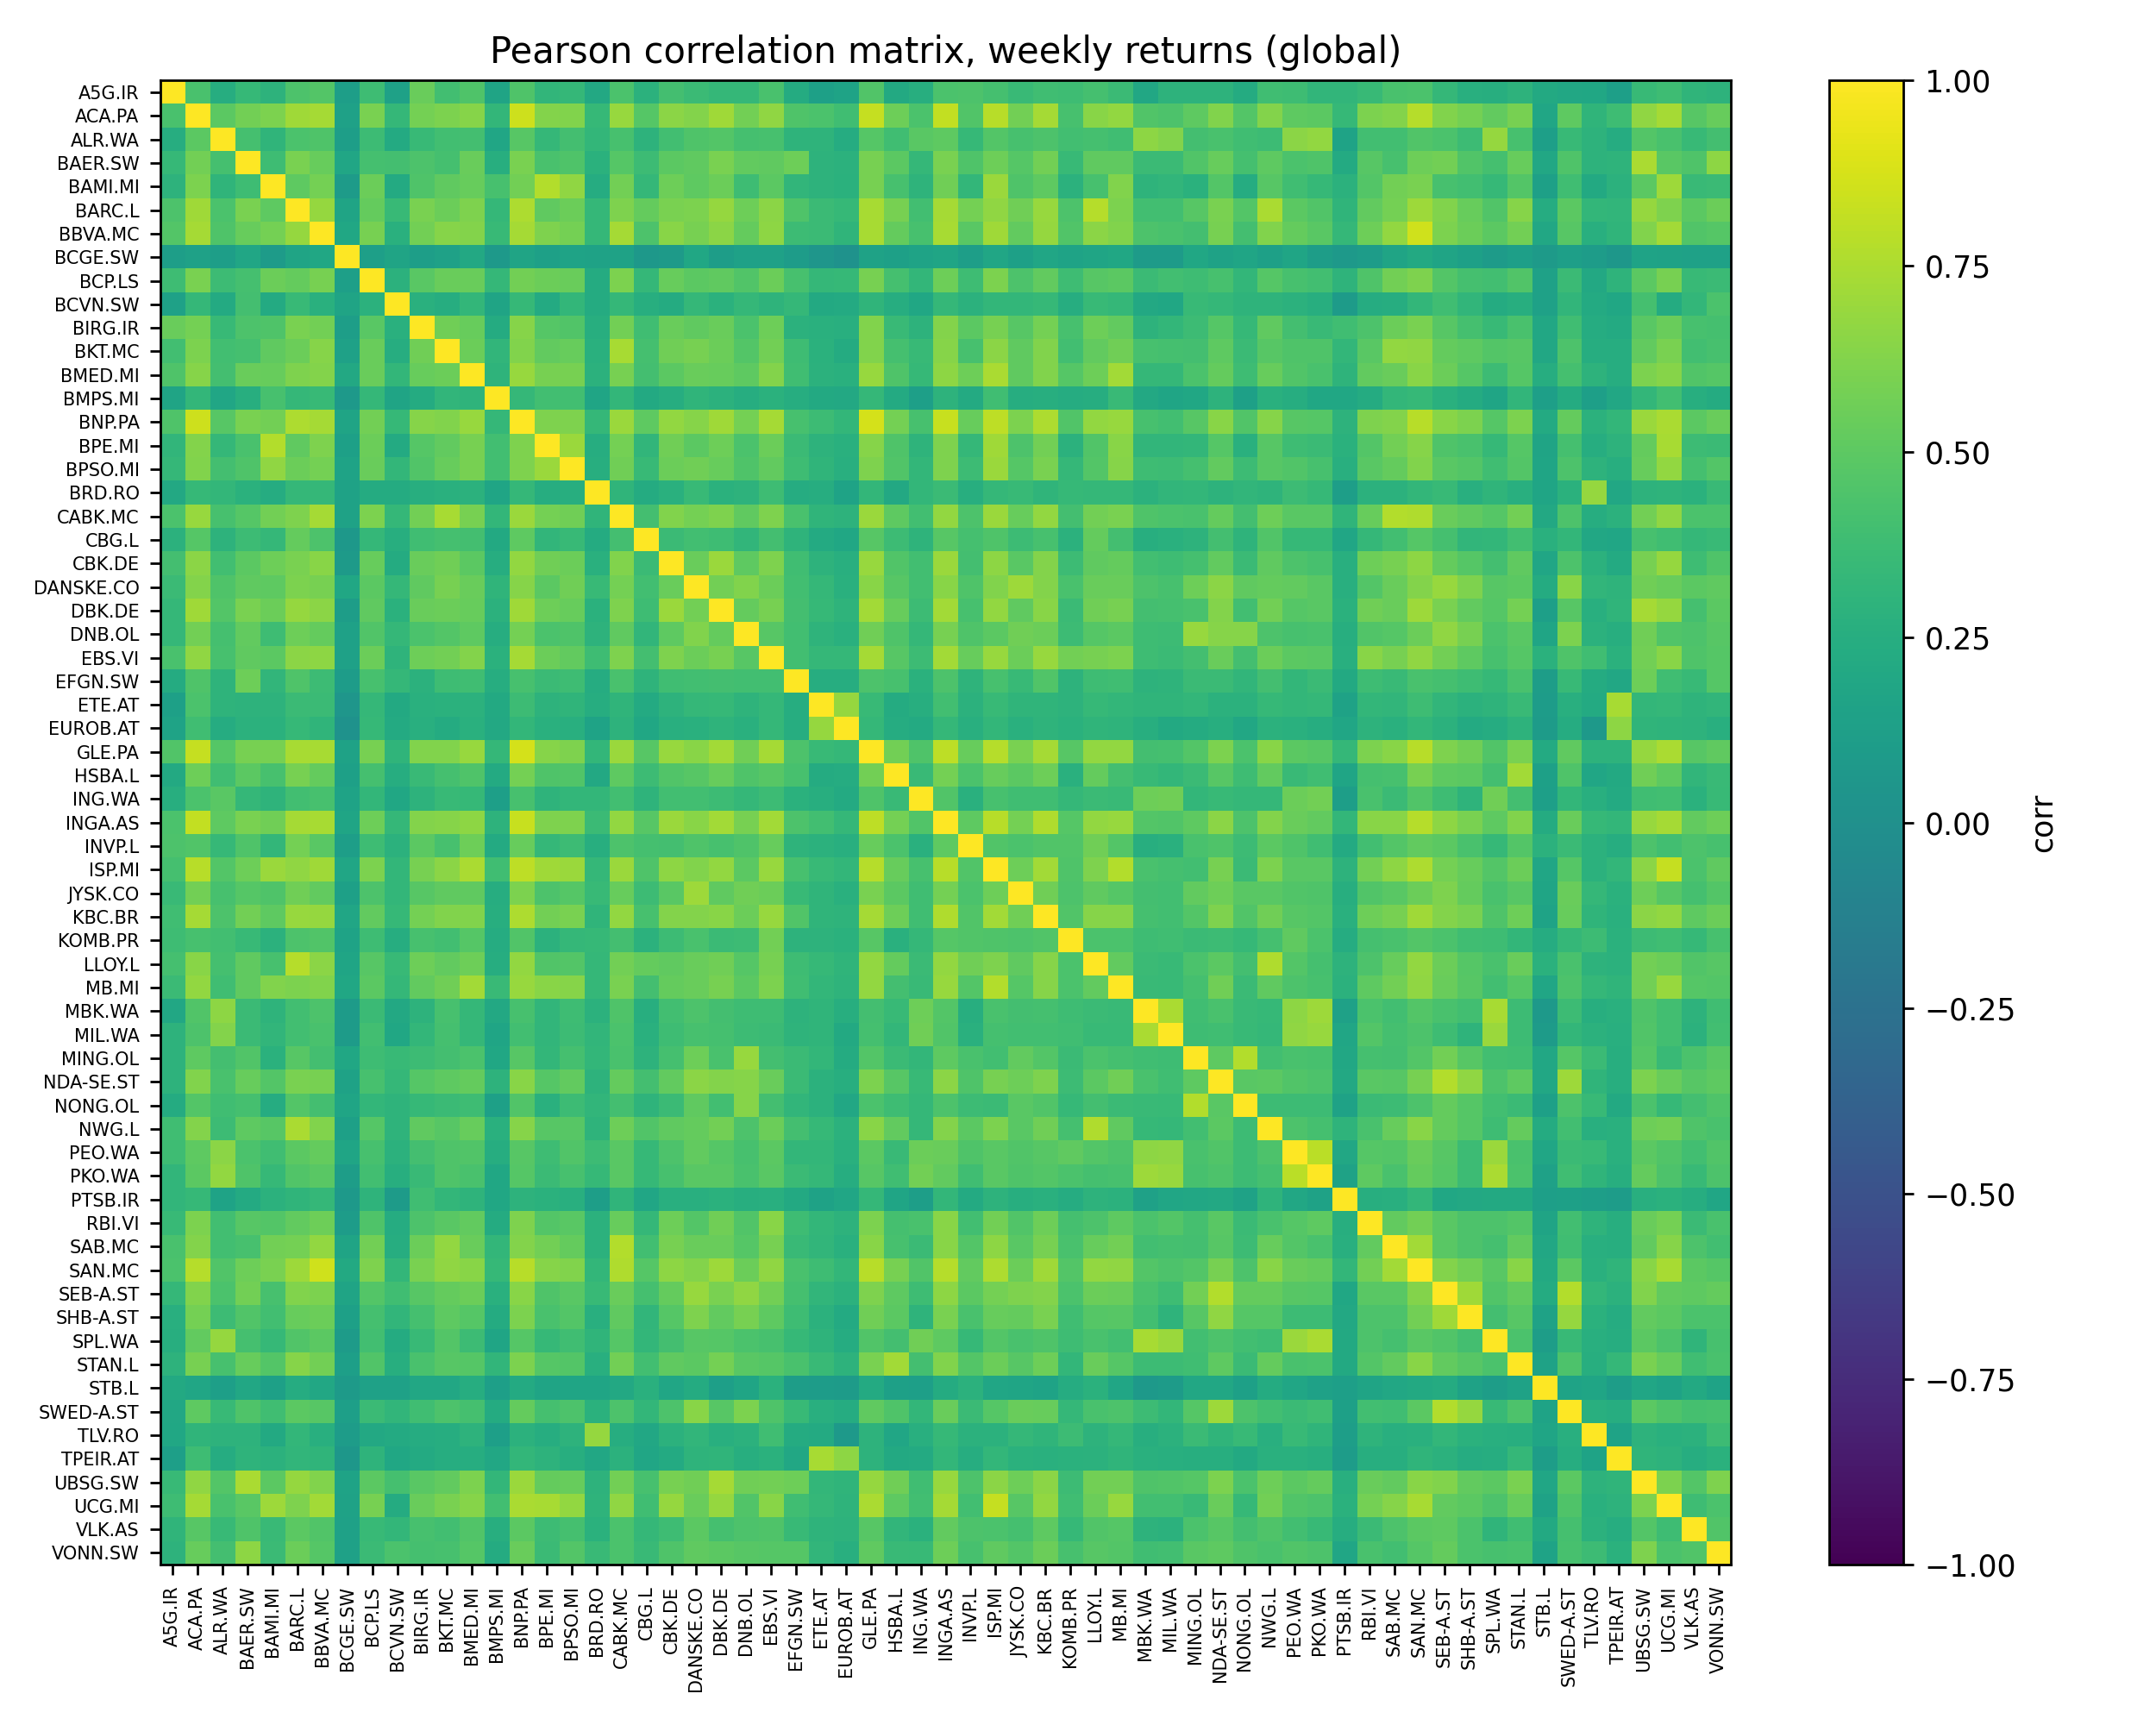 Pearson correlation matrix, weekly returns (global)
A5G.IR
ACA.PA
ALR.WA
BAER.SW
BAMI.MI
BARC.L
BBVA.MC
BCGE.SW
BCP.LS
BCVN.SW
BIRG.IR
BKT.MC
BMED.MI
BMPS.MI
BNP.PA
BPE.MI
BPSO.MI
BRD.RO
CABK.MC
CBG.L
CBK.DE
DANSKE.CO
DBK.DE
DNB.OL
EBS.VI
EFGN.SW
ETE.AT
EUROB.AT
GLE.PA
HSBA.L
ING.WA
INGA.AS
INVP.L
ISP.MI
JYSK.CO
KBC.BR
KOMB.PR
LLOY.L
MB.MI
MBK.WA
MIL.WA
MING.OL
NDA-SE.ST
NONG.OL
NWG.L
PEO.WA
PKO.WA
PTSB.IR
RBI.VI
SAB.MC
SAN.MC
SEB-A.ST
SHB-A.ST
SPL.WA
STAN.L
STB.L
SWED-A.ST
TLV.RO
TPEIR.AT
UBSG.SW
UCG.MI
VLK.AS
VONN.SW
A5G.IR
ACA.PA
ALR.WA
BAER.SW
BAMI.MI
BARC.L
BBVA.MC
BCGE.SW
BCP.LS
BCVN.SW
BIRG.IR
BKT.MC
BMED.MI
BMPS.MI
BNP.PA
BPE.MI
BPSO.MI
BRD.RO
CABK.MC
CBG.L
CBK.DE
DANSKE.CO
DBK.DE
DNB.OL
EBS.VI
EFGN.SW
ETE.AT
EUROB.AT
GLE.PA
HSBA.L
ING.WA
INGA.AS
INVP.L
ISP.MI
JYSK.CO
KBC.BR
KOMB.PR
LLOY.L
MB.MI
MBK.WA
MIL.WA
MING.OL
NDA-SE.ST
NONG.OL
NWG.L
PEO.WA
PKO.WA
PTSB.IR
RBI.VI
SAB.MC
SAN.MC
SEB-A.ST
SHB-A.ST
SPL.WA
STAN.L
STB.L
SWED-A.ST
TLV.RO
TPEIR.AT
UBSG.SW
UCG.MI
VLK.AS
VONN.SW
1.00
0.75
0.50
0.25
0.00
−0.25
−0.50
−0.75
−1.00
corr